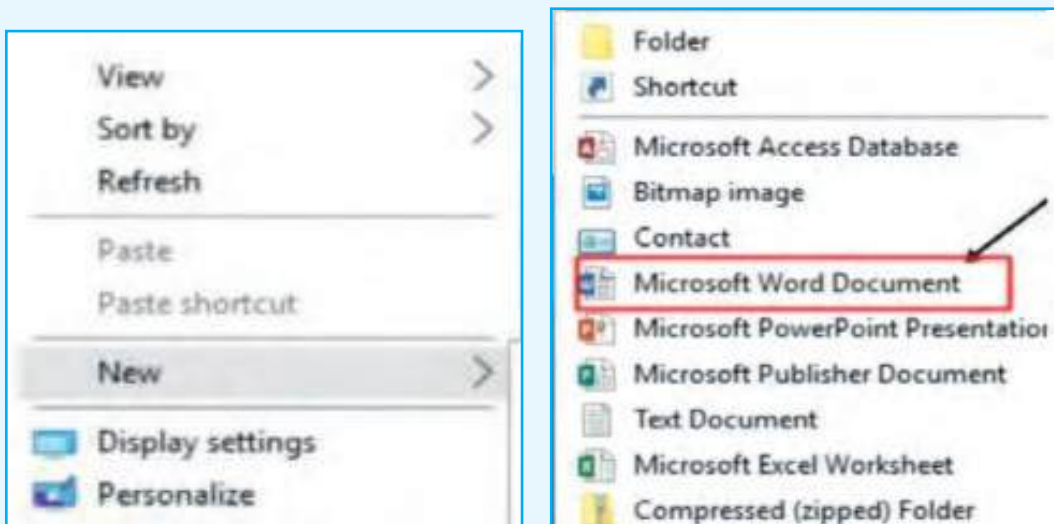 View
Sort by
Refresh
Paste
Paste shortcut
New
Display settings
Personalize
Folder
Shortcut
Microsoft Access Database
Bitmap image
Contact
Microsoft Word Document
Microsoft PowerPoint Presentation
Microsoft Publisher Document
Text Document
Microsoft Excel Worksheet
Compressed (zipped) Folder